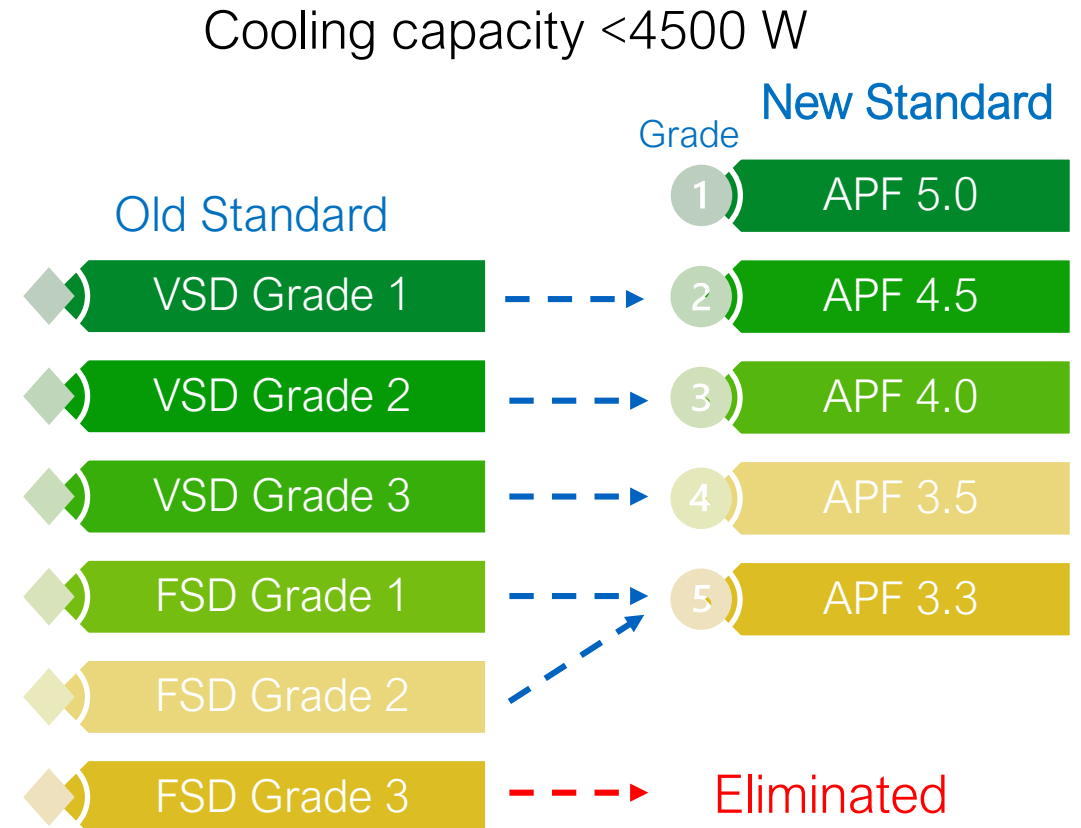 Cooling capacity <4500 W
New Standard
Grade
1 APF 5.0
Old Standard
VSD Grade 1
2 APF 4.5
VSD Grade 2
3 APF 4.0
VSD Grade 3
4 APF 3.5
FSD Grade 1
5 APF 3.3
FSD Grade 2
FSD Grade 3
Eliminated